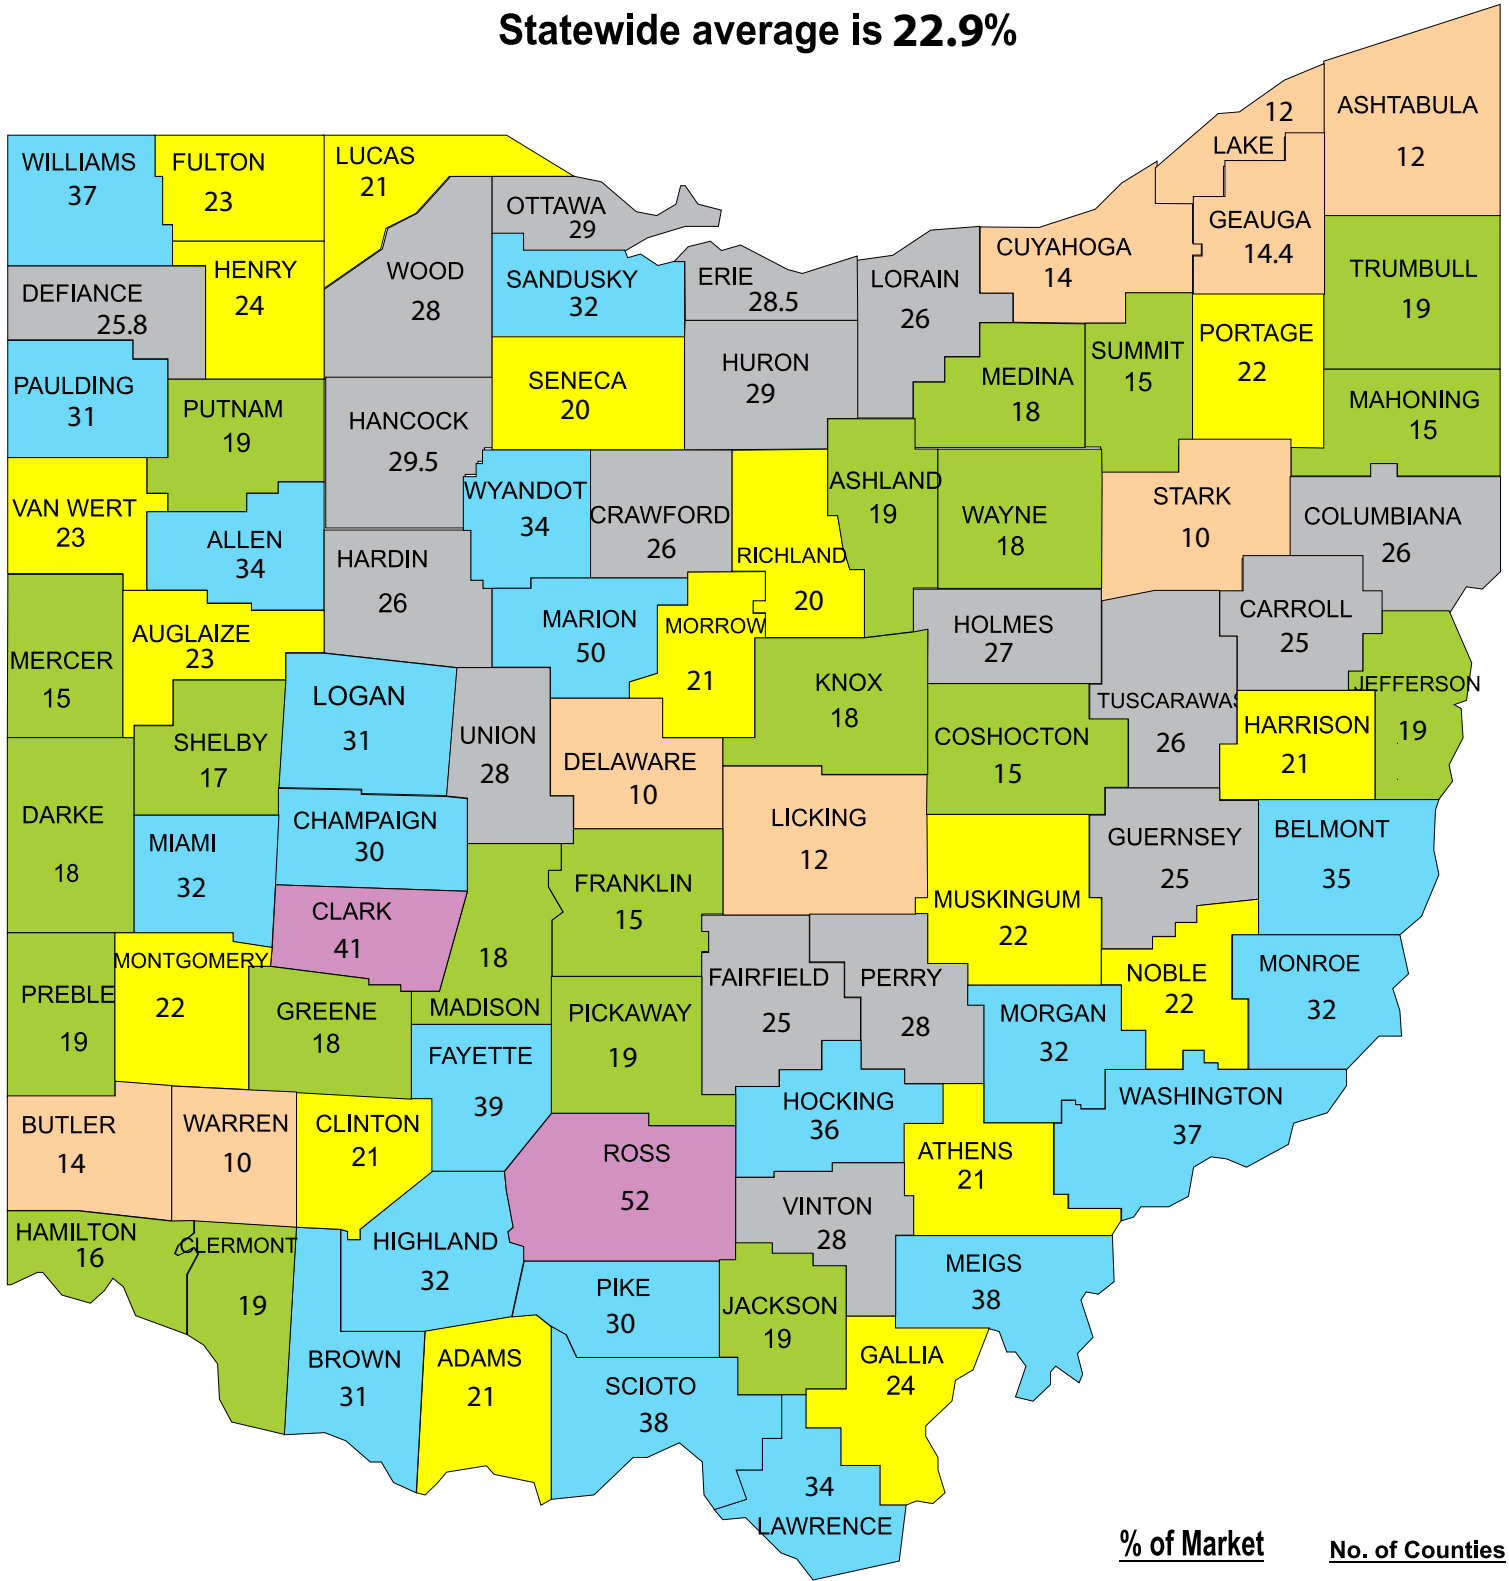 Statewide average is 22.9%
ASHTABULA
12
LAKE
12
GEAUGA
14.4
CUYAHOGA
14
WILLIAMS
37
FULTON
23
LUCAS
21
OTTAWA
29
WOOD
28
HENRY
24
DEFIANCE
25.8
SANDUSKY
32
ERIE
28.5
LORAIN
26
TRUMBULL
19
PORTAGE
22
SUMMIT
15
MEDINA
18
HURON
29
SENECA
20
PAULDING
31
PUTNAM
19
HANCOCK
29.5
MAHONING
15
VAN WERT
23
ALLEN
34
WYANDOT
34
CRAWFORD
26
RICHLAND
20
ASHLAND
19
WAYNE
18
STARK
10
COLUMBIANA
26
HARDIN
26
AUGLAIZE
23
MERCER
15
MARION
50
MORROW
21
HOLMES
27
CARROLL
25
TUSCARAWAS
26
JEFFERSON
19
HARRISON
21
LOGAN
31
UNION
28
KNOX
18
COSHOCTON
15
SHELBY
17
DELAWARE
10
DARKE
18
CHAMPAIGN
30
MIAMI
32
LICKING
12
GUERNSEY
25
BELMONT
35
CLARK
41
FRANKLIN
15
MUSKINGUM
22
18
MADISON
MONTGOMERY
22
PREBLE
19
GREENE
18
PICKAWAY
19
FAIRFIELD
25
PERRY
28
NOBLE
22
MONROE
32
MORGAN
32
FAYETTE
39
HOCKING
36
WASHINGTON
37
BUTLER
14
WARREN
10
CLINTON
21
ROSS
52
ATHENS
21
VINTON
28
HAMILTON
16
CLERMONT
19
HIGHLAND
32
PIKE
30
JACKSON
19
MEIGS
38
BROWN
31
ADAMS
21
SCIOTO
38
GALLIA
24
34
LAWRENCE
% of Market
No. of Counties